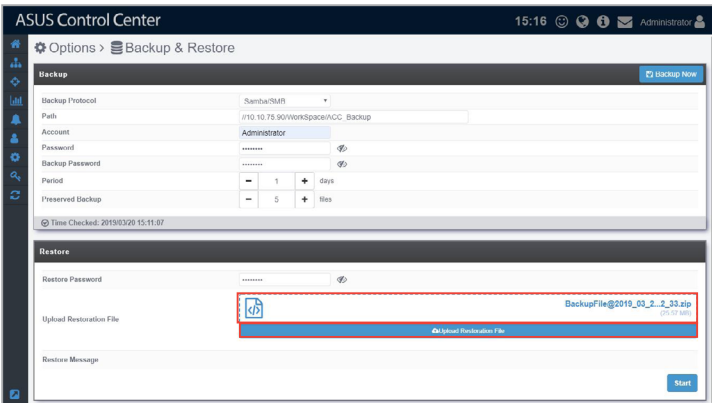 ASUS Control Center
15:16 Administrator
Options > Backup & Restore
Backup
Backup Now
Backup Protocol Samba/SMB
Path //10.10.75.90/WorkSpace/ACC_Backup
Account Administrator
Password ••••••••
Backup Password ••••••••
Period − 1 + days
Preserved Backup − 5 + files
Time Checked: 2019/03/20 15:11:07
Restore
Restore Password ••••••••
BackupFile@2019_03_2...2_33.zip
Upload Restoration File
Upload Restoration File
Restore Message
Start